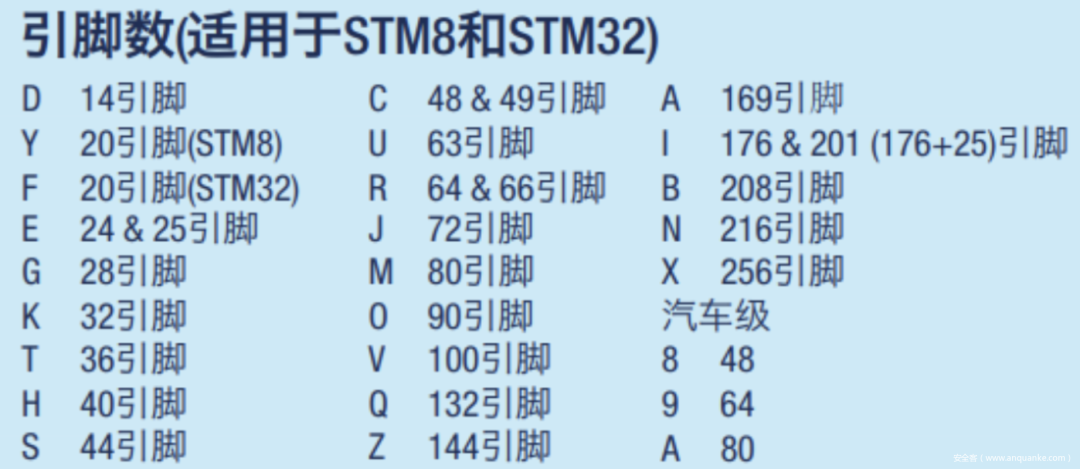 引脚数(适用于STM8和STM32)
D 14引脚
Y 20引脚(STM8)
F 20引脚(STM32)
E 24 & 25引脚
G 28引脚
K 32引脚
T 36引脚
H 40引脚
S 44引脚
C 48 & 49引脚
U 63引脚
R 64 & 66引脚
J 72引脚
M 80引脚
O 90引脚
V 100引脚
Q 132引脚
Z 144引脚
A 169引脚
I 176 & 201 (176+25)引脚
B 208引脚
N 216引脚
X 256引脚
汽车级
8 48
9 64
A 80
安全客 ( www.anquanke.com )